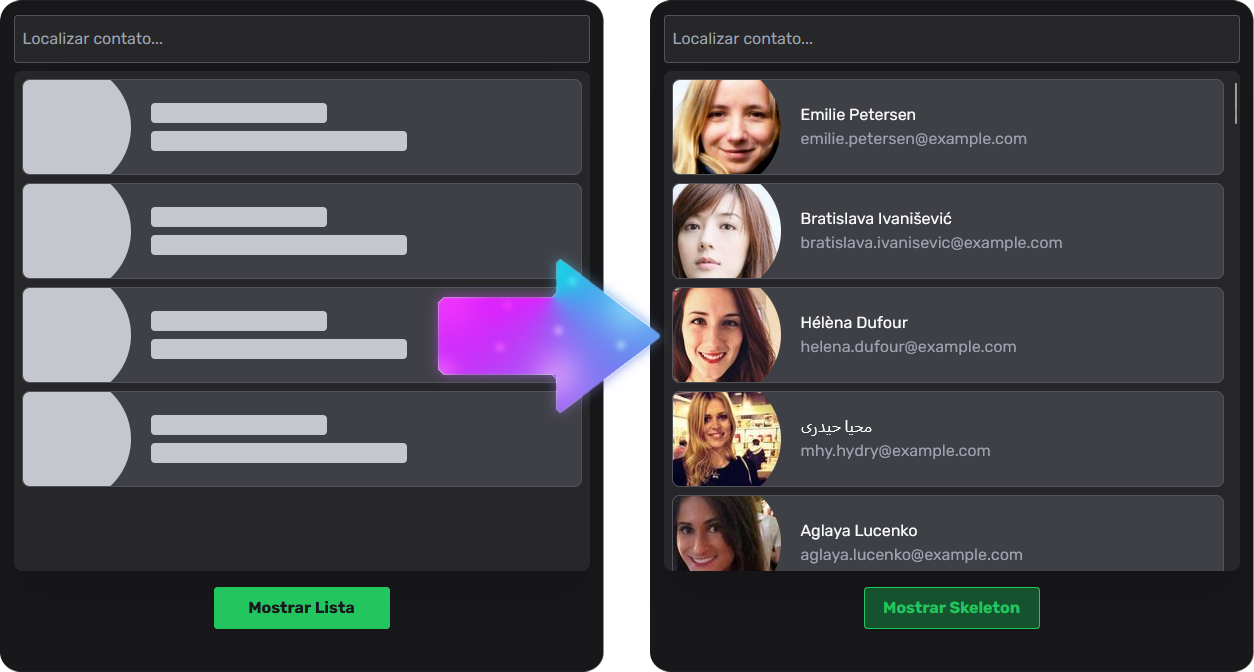 Localizar contato...
Mostrar Lista
Localizar contato...
Emilie Petersen
emilie.petersen@example.com
Bratislava Ivanišević
bratislava.ivanisevic@example.com
Hélèna Dufour
helena.dufour@example.com
محیا حیدری
mhy.hydry@example.com
Aglaya Lucenko
aglaya.lucenko@example.com
Mostrar Skeleton